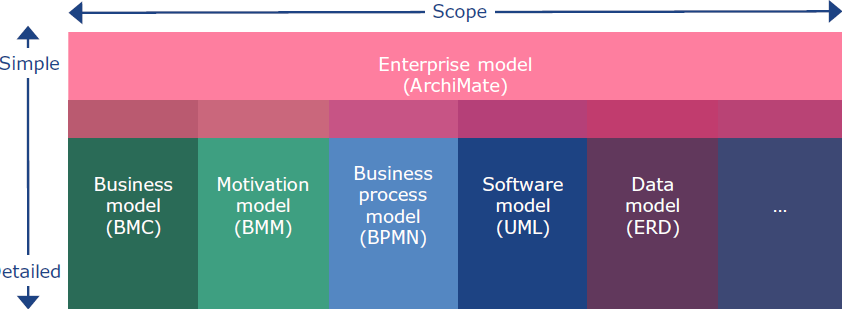 Scope
Simple
Enterprise model
(ArchiMate)
Business
model
(BMC)
Motivation
model
(BMM)
Business
process
model
(BPMN)
Software
model
(UML)
Data
model
(ERD)
...
Detailed